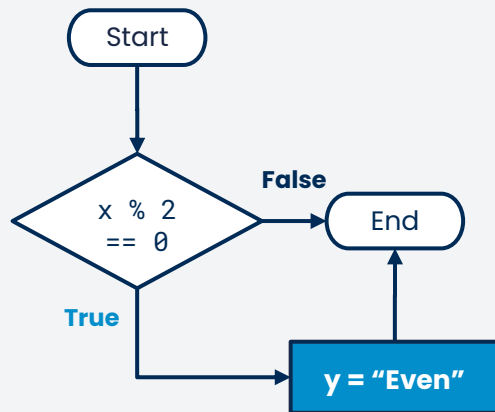 Start
x % 2
== 0
False
End
True
y = “Even”